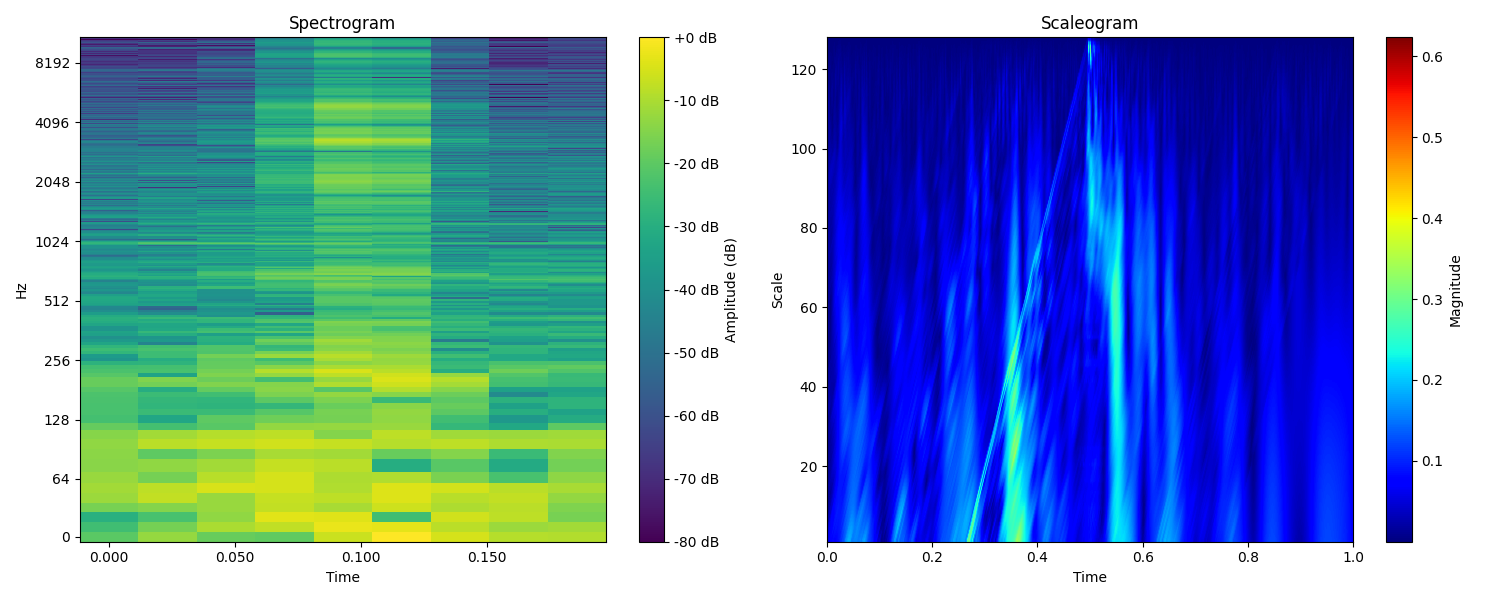 Spectrogram
Hz
8192
4096
2048
1024
512
256
128
64
0
0.000
0.050
0.100
0.150
Time
+0 dB
-10 dB
-20 dB
-30 dB
-40 dB
-50 dB
-60 dB
-70 dB
-80 dB
Amplitude (dB)
Scaleogram
Scale
120
100
80
60
40
20
0.0
0.2
0.4
0.6
0.8
1.0
Time
0.6
0.5
0.4
0.3
0.2
0.1
Magnitude